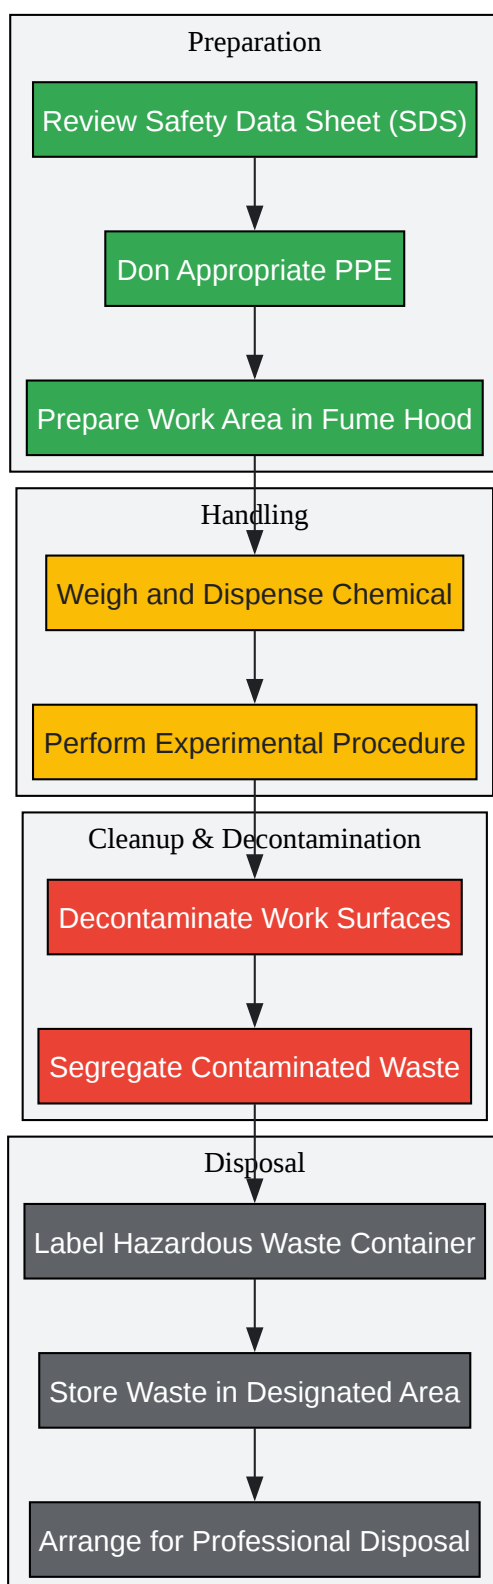 Preparation
Review Safety Data Sheet (SDS)
Don Appropriate PPE
Prepare Work Area in Fume Hood
Handling
Weigh and Dispense Chemical
Perform Experimental Procedure
Cleanup & Decontamination
Decontaminate Work Surfaces
Segregate Contaminated Waste
Disposal
Label Hazardous Waste Container
Store Waste in Designated Area
Arrange for Professional Disposal